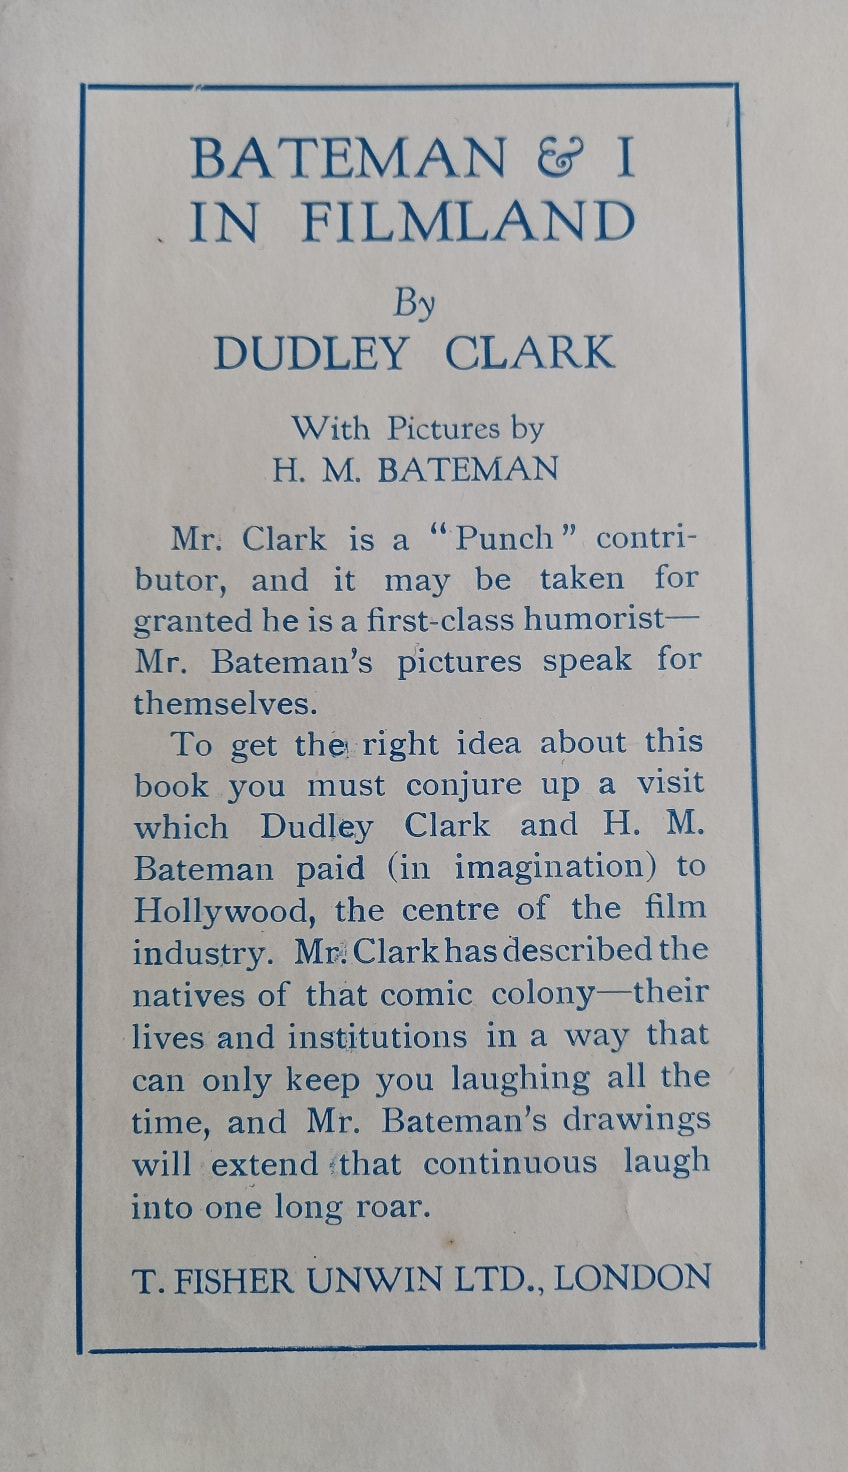 BATEMAN & I
IN FILMLAND
By
DUDLEY CLARK
With Pictures by
H. M. BATEMAN
Mr. Clark is a “Punch” contri-
butor, and it may be taken for
granted he is a first-class humorist—
Mr. Bateman’s pictures speak for
themselves.
To get the right idea about this
book you must conjure up a visit
which Dudley Clark and H. M.
Bateman paid (in imagination) to
Hollywood, the centre of the film
industry. Mr. Clark has described the
natives of that comic colony—their
lives and institutions in a way that
can only keep you laughing all the
time, and Mr. Bateman’s drawings
will extend that continuous laugh
into one long roar.
T. FISHER UNWIN LTD., LONDON